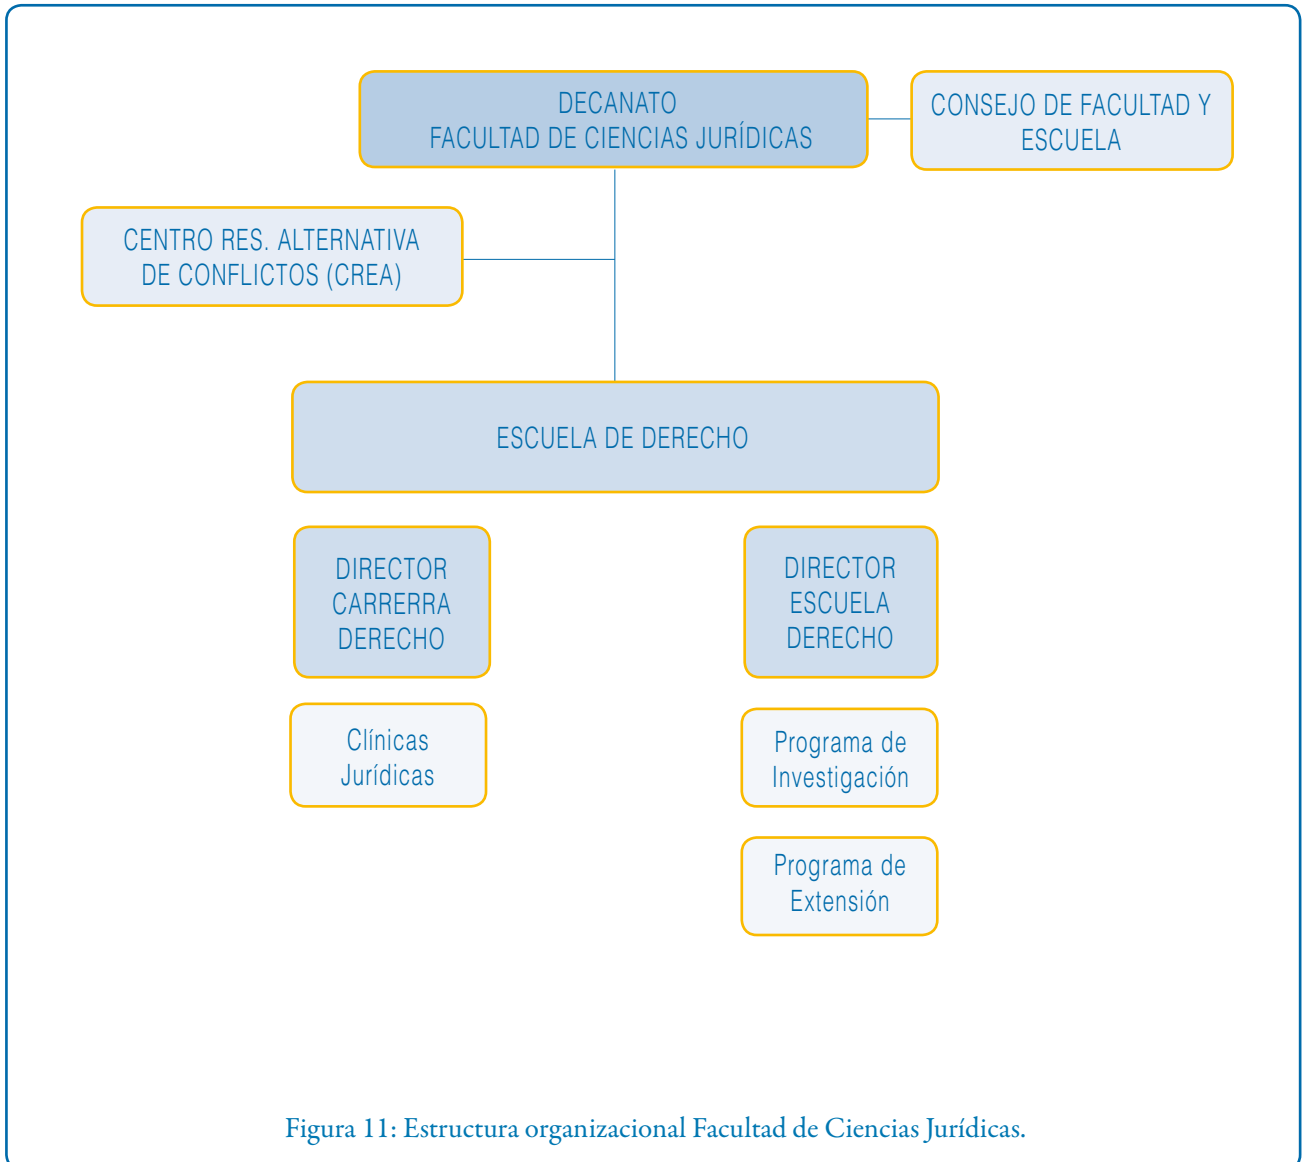 DECANATO
FACULTAD DE CIENCIAS JURÍDICAS
CONSEJO DE FACULTAD Y
ESCUELA
CENTRO RES. ALTERNATIVA
DE CONFLICTOS (CREA)
ESCUELA DE DERECHO
DIRECTOR
CARRERRA
DERECHO
DIRECTOR
ESCUELA
DERECHO
Clínicas
Jurídicas
Programa de
Investigación
Programa de
Extensión
Figura 11: Estructura organizacional Facultad de Ciencias Jurídicas.